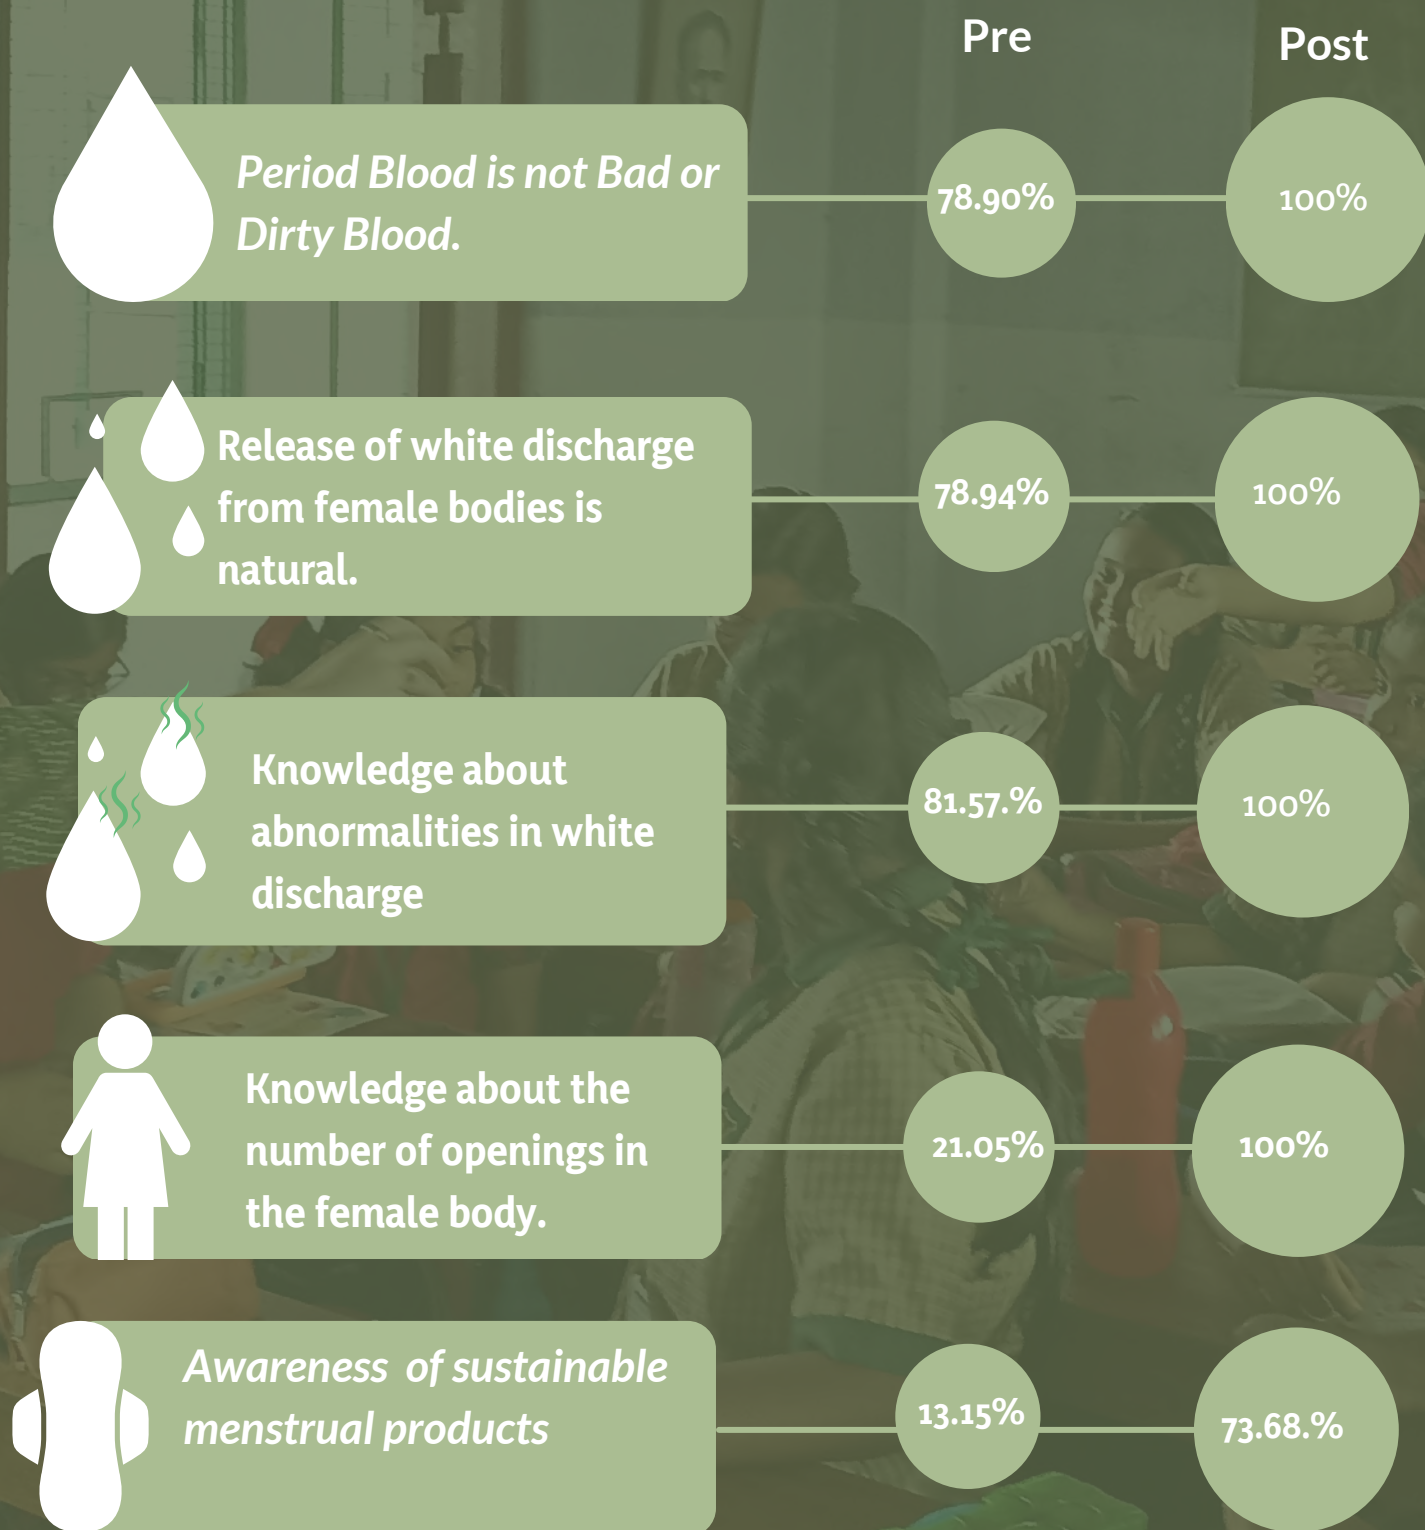 Pre Post
Period Blood is not Bad or
Dirty Blood.
78.90% 100%
Release of white discharge
from female bodies is
natural.
78.94% 100%
Knowledge about
abnormalities in white
discharge
81.57.% 100%
Knowledge about the
number of openings in
the female body.
21.05% 100%
Awareness of sustainable
menstrual products
13.15% 73.68.%